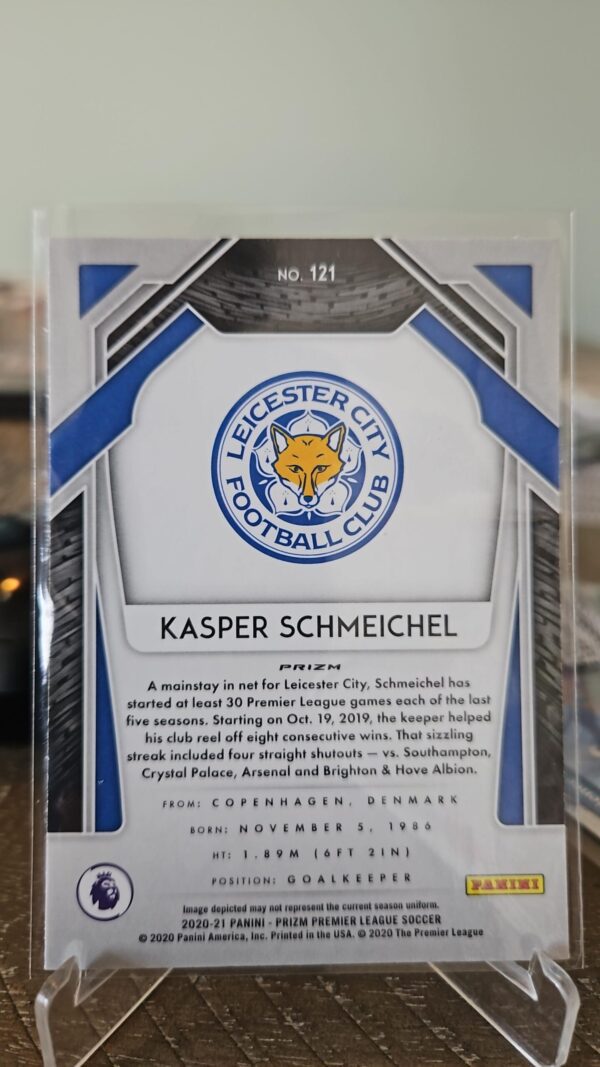 NO. 121
LEICESTER CITY
FOOTBALL CLUB
KASPER SCHMEICHEL
PRIZM
A mainstay in net for Leicester City, Schmeichel has
started at least 30 Premier League games each of the last
five seasons. Starting on Oct. 19, 2019, the keeper helped
his club reel off eight consecutive wins. That sizzling
streak included four straight shutouts — vs. Southampton,
Crystal Palace, Arsenal and Brighton & Hove Albion.
FROM: COPENHAGEN, DENMARK
BORN: NOVEMBER 5, 1986
HT: 1.89M (6FT 2IN)
POSITION: GOALKEEPER
PANINI
Image depicted may not represent the current season uniform.
2020-21 PANINI - PRIZM PREMIER LEAGUE SOCCER
© 2020 Panini America, Inc. Printed in the USA. © 2020 The Premier League